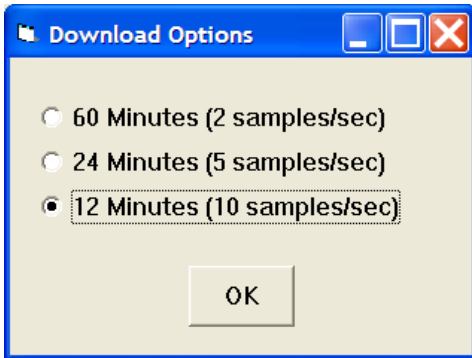 Download Options
60 Minutes (2 samples/sec)
24 Minutes (5 samples/sec)
12 Minutes (10 samples/sec)
OK